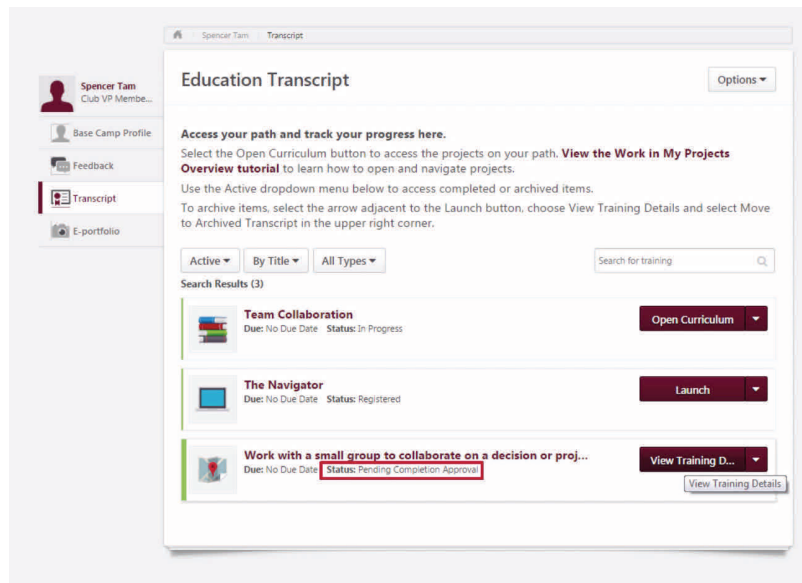 Spencer Tam Transcript
Spencer Tam
Club VP Membe...
Base Camp Profile
Feedback
Transcript
E-portfolio
Education Transcript
Options
Access your path and track your progress here.
Select the Open Curriculum button to access the projects on your path. View the Work in My Projects
Overview tutorial to learn how to open and navigate projects.
Use the Active dropdown menu below to access completed or archived items.
To archive items, select the arrow adjacent to the Launch button, choose View Training Details and select Move
to Archived Transcript in the upper right corner.
Active By Title All Types Search for training
Search Results (3)
Team Collaboration
Due: No Due Date Status: In Progress
Open Curriculum
The Navigator
Due: No Due Date Status: Registered
Launch
Work with a small group to collaborate on a decision or proj...
Due: No Due Date Status: Pending Completion Approval
View Training D...
View Training Details